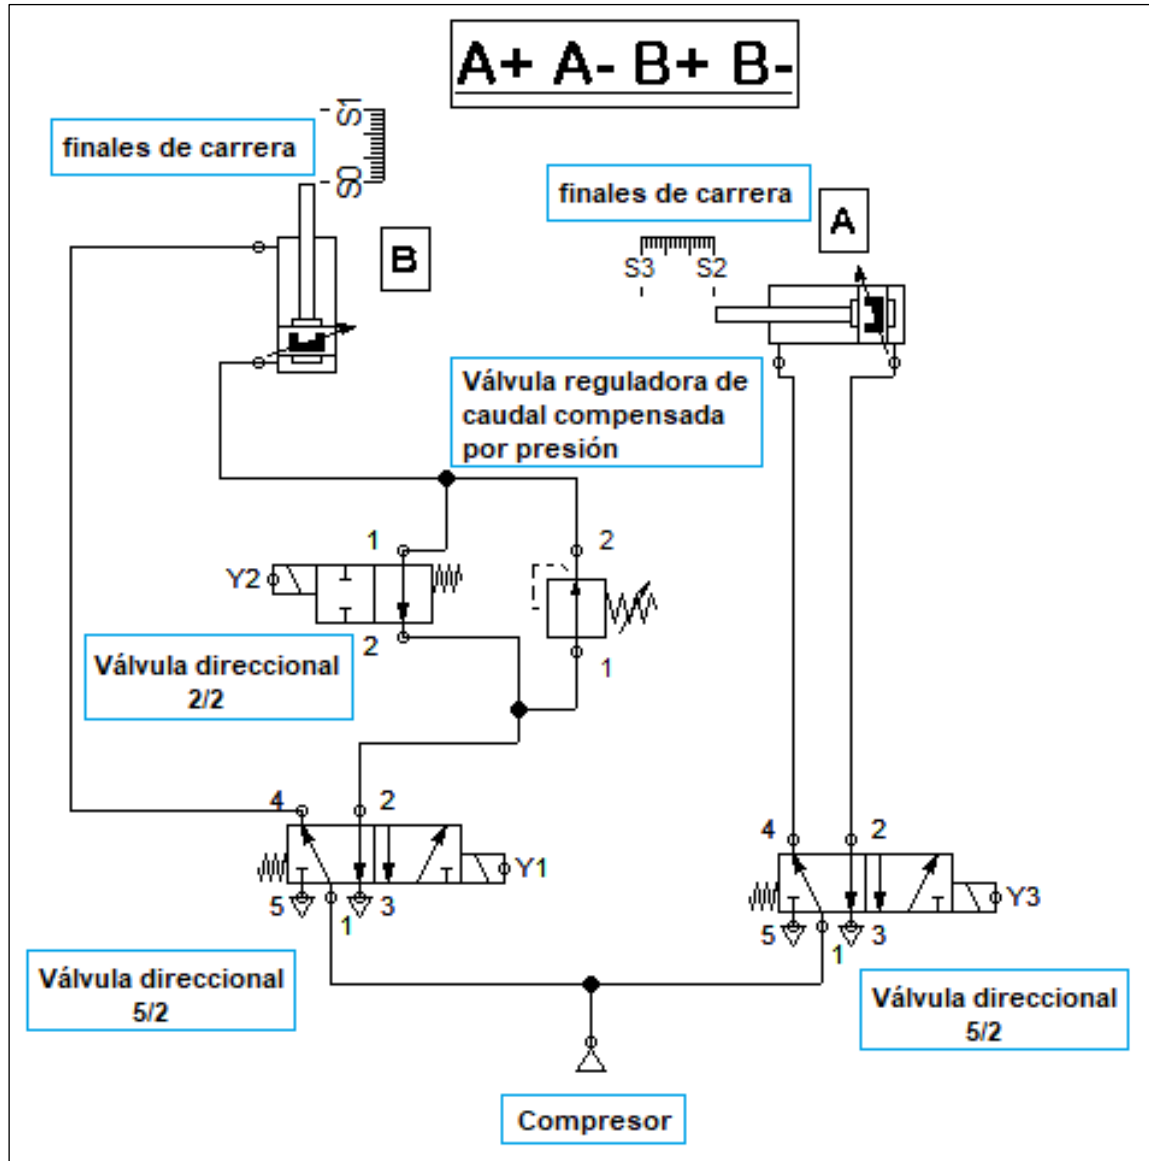 A+ A- B+ B-
finales de carrera
S1
S0
B
finales de carrera
A
S3 S2
Válvula reguladora de
caudal compensada
por presión
1
2
Y2
2
1
Válvula direccional
2/2
4 2
Y1
5 1 3
4 2
Y3
5 1 3
Válvula direccional
5/2
Válvula direccional
5/2
Compresor